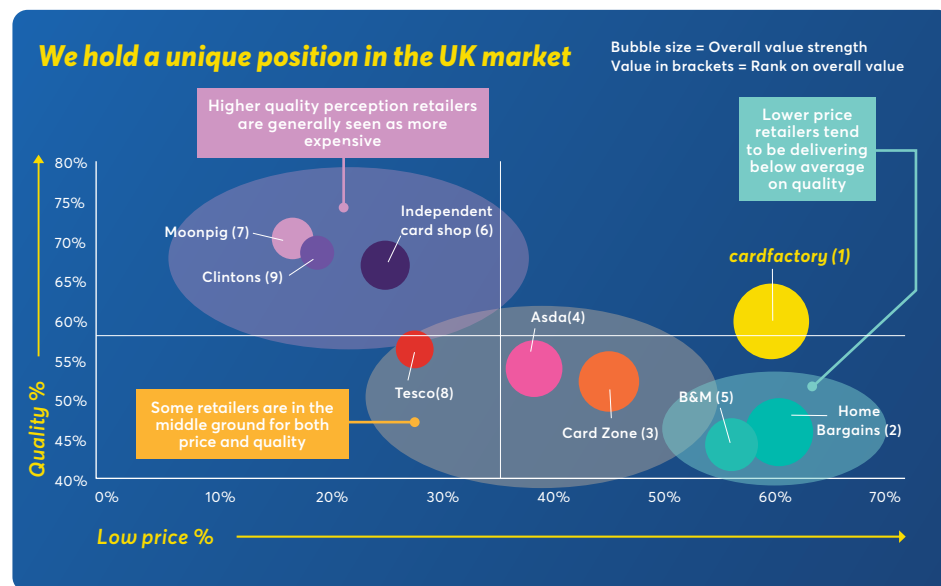 We hold a unique position in the UK market
Bubble size = Overall value strength
Value in brackets = Rank on overall value
Higher quality perception retailers
are generally seen as more
expensive
Lower price
retailers tend
to be delivering
below average
on quality
Quality %
80%
75%
70%
65%
60%
55%
50%
45%
40%
Moonpig (7)
Clintons (9)
Independent
card shop (6)
cardfactory (1)
Asda(4)
Tesco(8)
Card Zone (3)
B&M (5)
Home
Bargains (2)
Some retailers are in the
middle ground for both
price and quality
0%
10%
20%
30%
40%
50%
60%
70%
Low price %